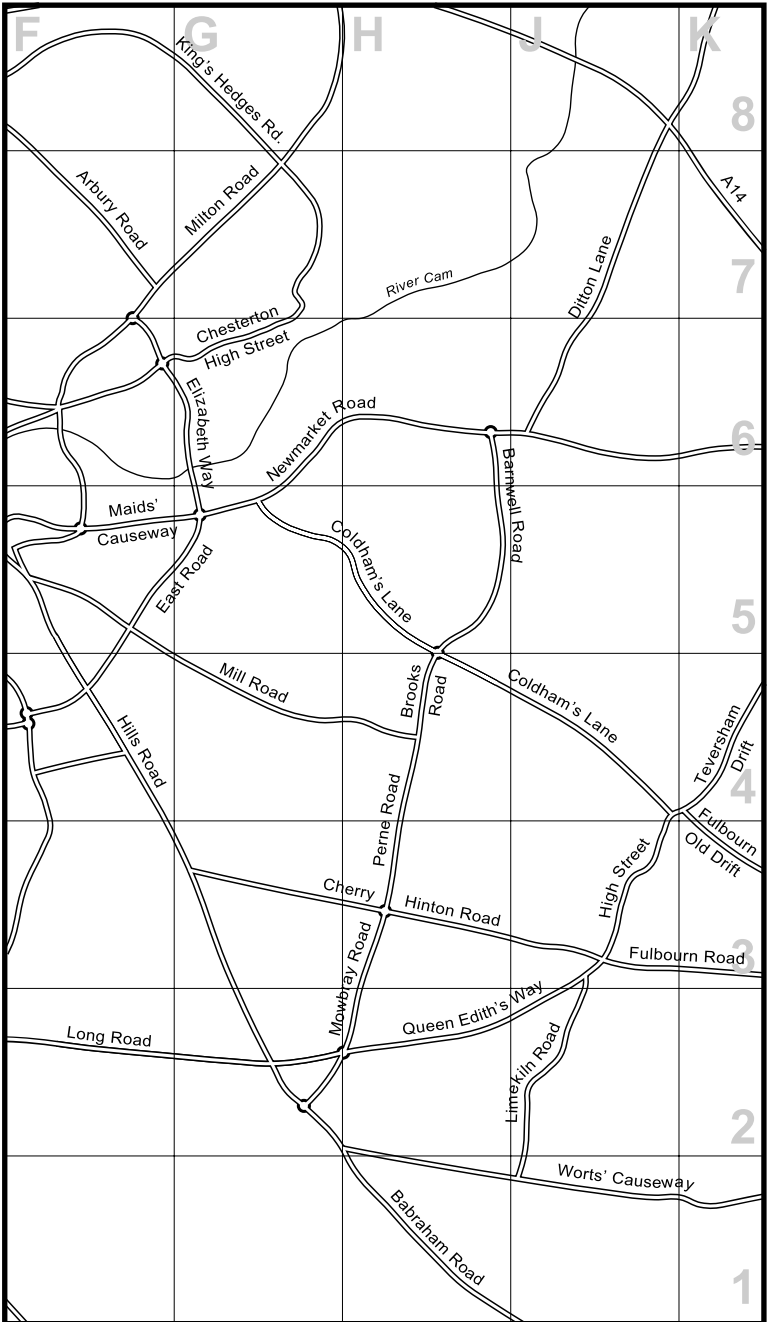 F
G
H
J
K
King's Hedges Rd.
8
Arbury Road
Milton Road
A14
River Cam
Ditton Lane
7
Chesterton
High Street
Elizabeth Way
Newmarket Road
Barnwell Road
6
Maids'
Causeway
East Road
Coldham's Lane
5
Mill Road
Brooks
Road
Coldham's Lane
Hills Road
Teversham
Drift
4
Perne Road
Fulbourn
Old Drift
High Street
Cherry
Hinton Road
Fulbourn Road
3
Mowbray Road
Queen Edith's Way
Long Road
Limekiln Road
2
Worts' Causeway
Babraham Road
1